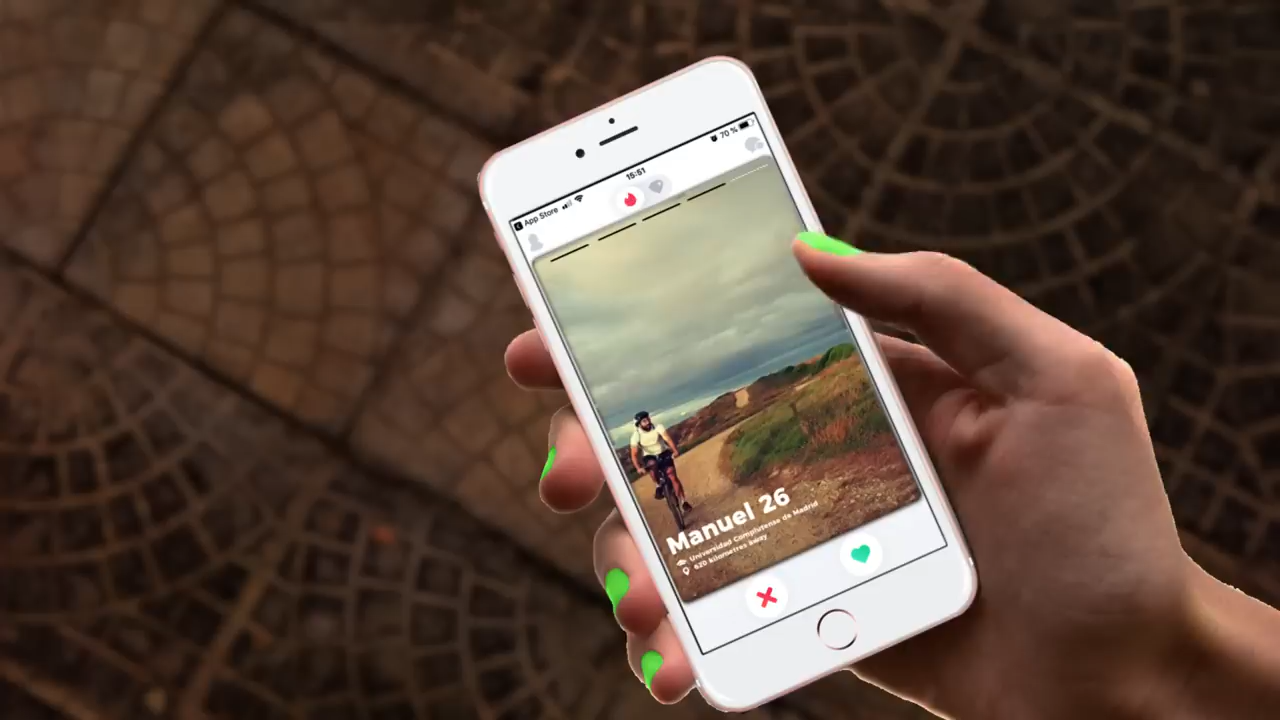 App Store
15:51
70 %
Manuel 26
Universidad Complutense de Madrid
620 kilometres away